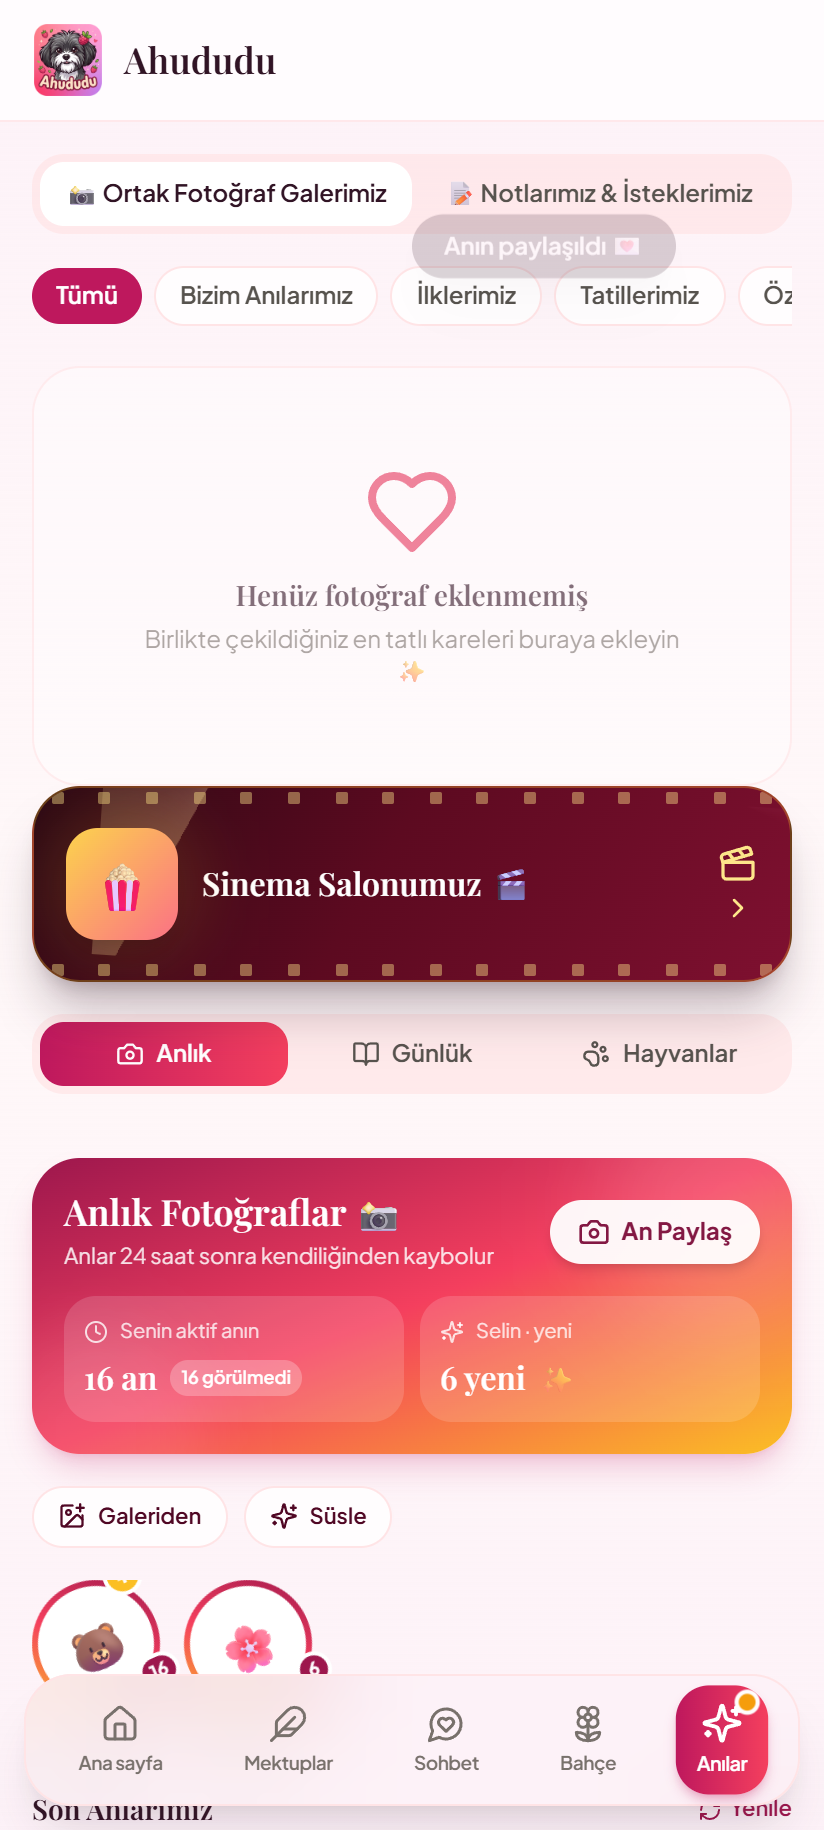 Ahududu
Ahududu
📸 Ortak Fotoğraf Galerimiz
📝 Notlarımız & İsteklerimiz
Anın paylaşıldı 💌
Tümü
Bizim Anılarımız
İlklerimiz
Tatillerimiz
Öz
Henüz fotoğraf eklenmemiş
Birlikte çekildiğiniz en tatlı kareleri buraya ekleyin
✨
Sinema Salonumuz 🎬
Anlık
Günlük
Hayvanlar
Anlık Fotoğraflar 📸
Anlar 24 saat sonra kendiliğinden kaybolur
An Paylaş
Senin aktif anın
16 an
16 görülmedi
Selin · yeni
6 yeni ✨
Galeriden
Süsle
16
6
Ana sayfa
Mektuplar
Sohbet
Bahçe
Anılar
Son Anlarımız
Yenile